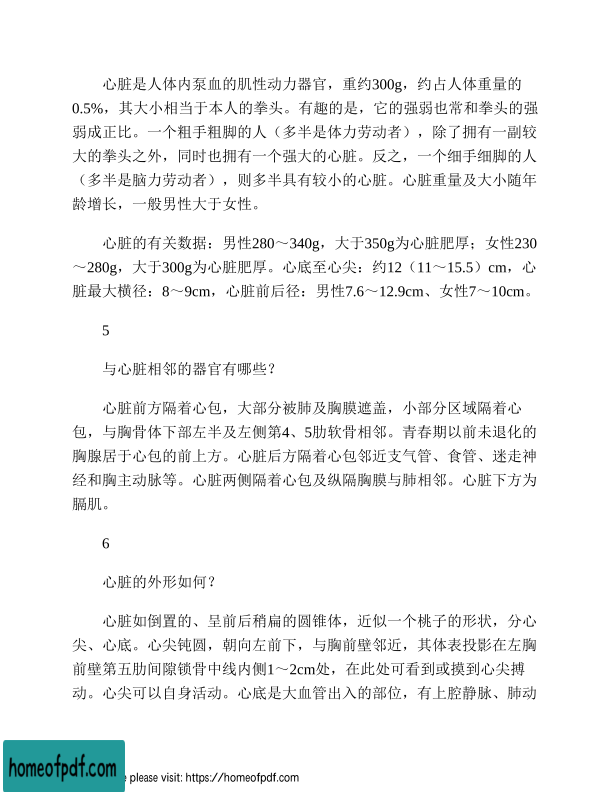 心脏是人体内泵血的肌性动力器官，重约300g，约占人体重量的
0.5%，其大小相当于本人的拳头。有趣的是，它的强弱也常和拳头的强
弱成正比。一个粗手粗脚的人（多半是体力劳动者），除了拥有一副较
大的拳头之外，同时也拥有一个强大的心脏。反之，一个细手细脚的人
（多半是脑力劳动者），则多半具有较小的心脏。心脏重量及大小随年
龄增长，一般男性大于女性。
心脏的有关数据：男性280～340g，大于350g为心脏肥厚；女性230
～280g，大于300g为心脏肥厚。心底至心尖：约12（11～15.5）cm，心
脏最大横径：8～9cm，心脏前后径：男性7.6～12.9cm、女性7～10cm。
5
与心脏相邻的器官有哪些？
心脏前方隔着心包，大部分被肺及胸膜遮盖，小部分区域隔着心
包，与胸骨体下部左半及左侧第4、5肋软骨相邻。青春期以前未退化的
胸腺居于心包的前上方。心脏后方隔着心包邻近支气管、食管、迷走神
经和胸主动脉等。心脏两侧隔着心包及纵隔胸膜与肺相邻。心脏下方为
膈肌。
6
心脏的外形如何？
心脏如倒置的、呈前后稍扁的圆锥体，近似一个桃子的形状，分心
尖、心底。心尖钝圆，朝向左前下，与胸前壁邻近，其体表投影在左胸
前壁第五肋间隙锁骨中线内侧1～2cm处，在此处可看到或摸到心尖搏
动。心尖可以自身活动。心底是大血管出入的部位，有上腔静脉、肺动
homeofpdf.com
please visit: https://homeofpdf.com